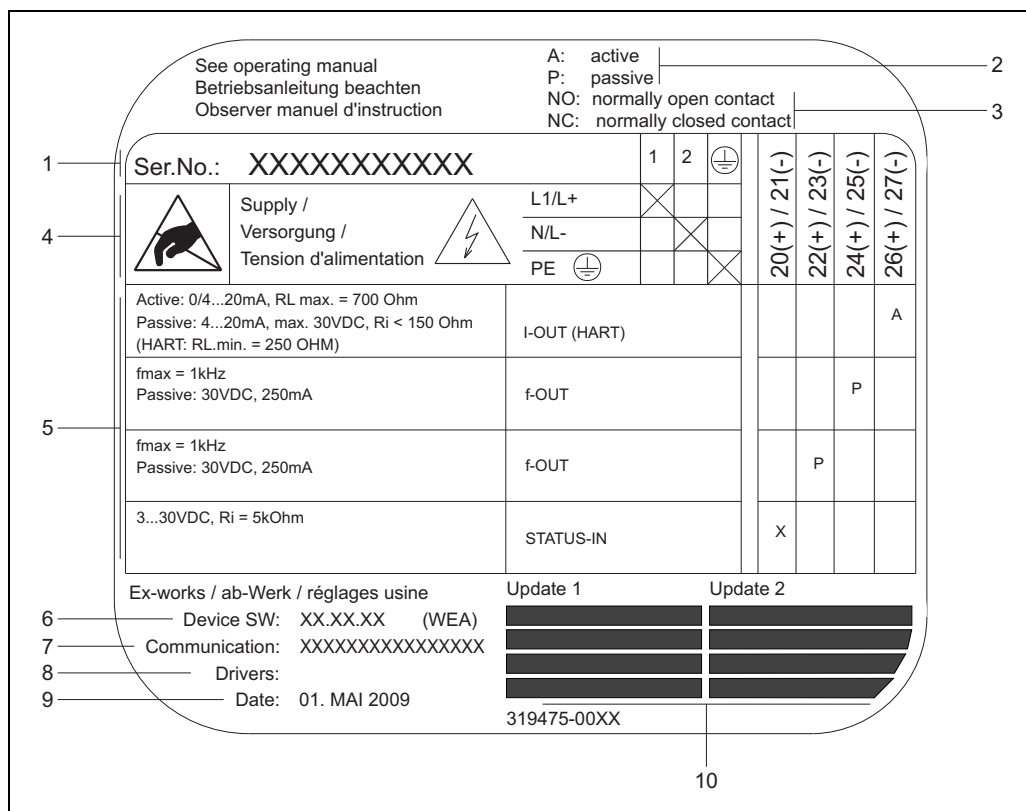 See operating manual
Betriebsanleitung beachten
Observer manuel d'instruction
A: active
P: passive
NO: normally open contact
NC: normally closed contact
2
3
1
Ser.No.: XXXXXXXXXXX
1 2
20(+) / 21(-)
22(+) / 23(-)
24(+) / 25(-)
26(+) / 27(-)
4
Supply /
Versorgung /
Tension d'alimentation
L1/L+
N/L-
PE
5
Active: 0/4...20mA, RL max. = 700 Ohm
Passive: 4...20mA, max. 30VDC, Ri < 150 Ohm
(HART: RL.min. = 250 OHM)
I-OUT (HART)
A
fmax = 1kHz
Passive: 30VDC, 250mA
f-OUT
P
fmax = 1kHz
Passive: 30VDC, 250mA
f-OUT
P
3...30VDC, Ri = 5kOhm
STATUS-IN
X
Ex-works / ab-Werk / réglages usine
Update 1
Update 2
6
Device SW: XX.XX.XX (WEA)
7
Communication: XXXXXXXXXXXXXXXX
8
Drivers:
9
Date: 01. MAI 2009
319475-00XX
10